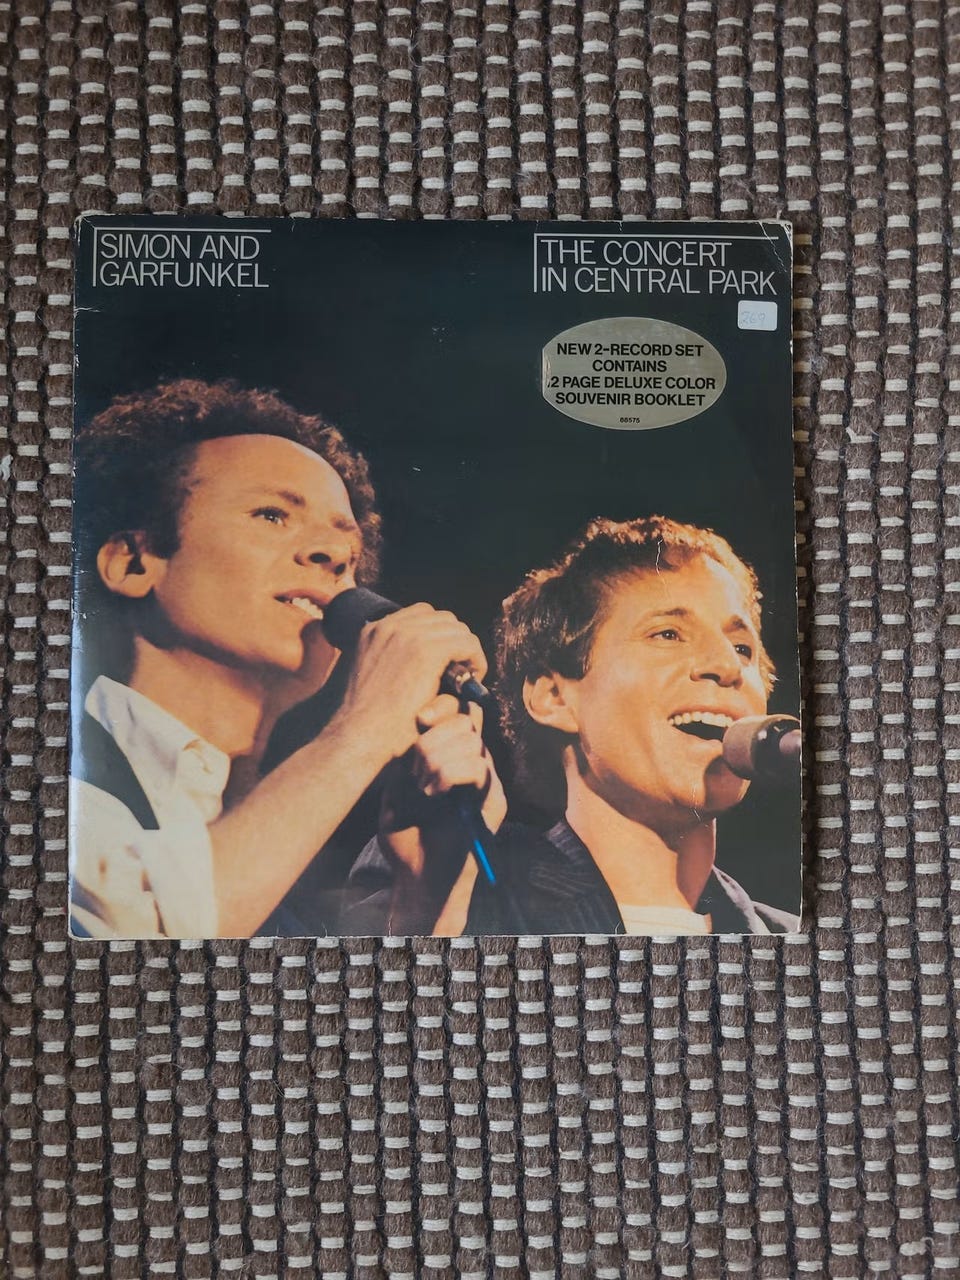 SIMON AND
GARFUNKEL
THE CONCERT
IN CENTRAL PARK
269
NEW 2-RECORD SET
CONTAINS
2 PAGE DELUXE COLOR
SOUVENIR BOOKLET
88575